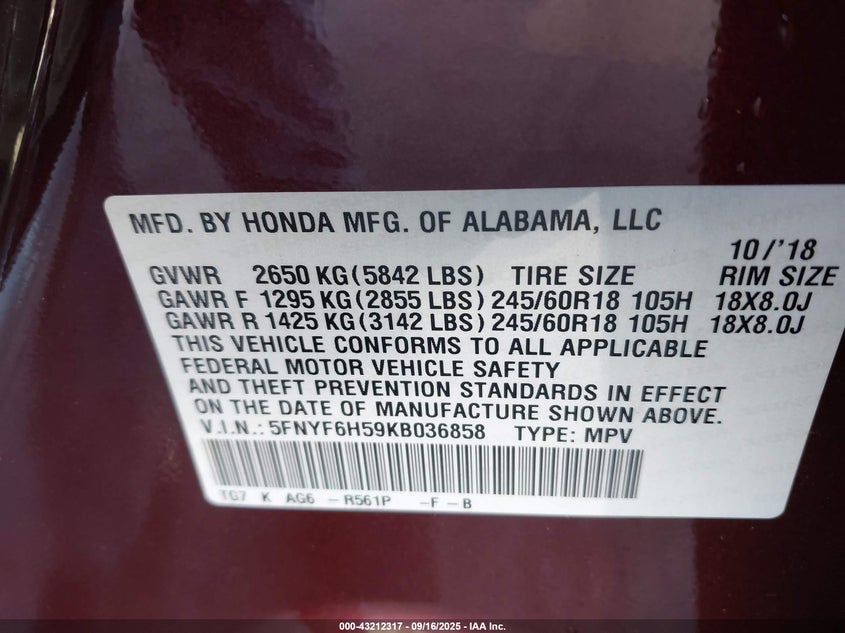 MFD. BY HONDA MFG. OF ALABAMA, LLC
10/'18
GVWR 2650 KG(5842 LBS) TIRE SIZE RIM SIZE
GAWR F 1295 KG(2855 LBS) 245/60R18 105H 18X8.0J
GAWR R 1425 KG(3142 LBS) 245/60R18 105H 18X8.0J
THIS VEHICLE CONFORMS TO ALL APPLICABLE
FEDERAL MOTOR VEHICLE SAFETY
AND THEFT PREVENTION STANDARDS IN EFFECT
ON THE DATE OF MANUFACTURE SHOWN ABOVE.
V.I.N.: 5FNYF6H59KB036858 TYPE: MPV
TG7 K AG6 -R561P -F-B
000-43212317 - 09/16/2025 - IAA Inc.